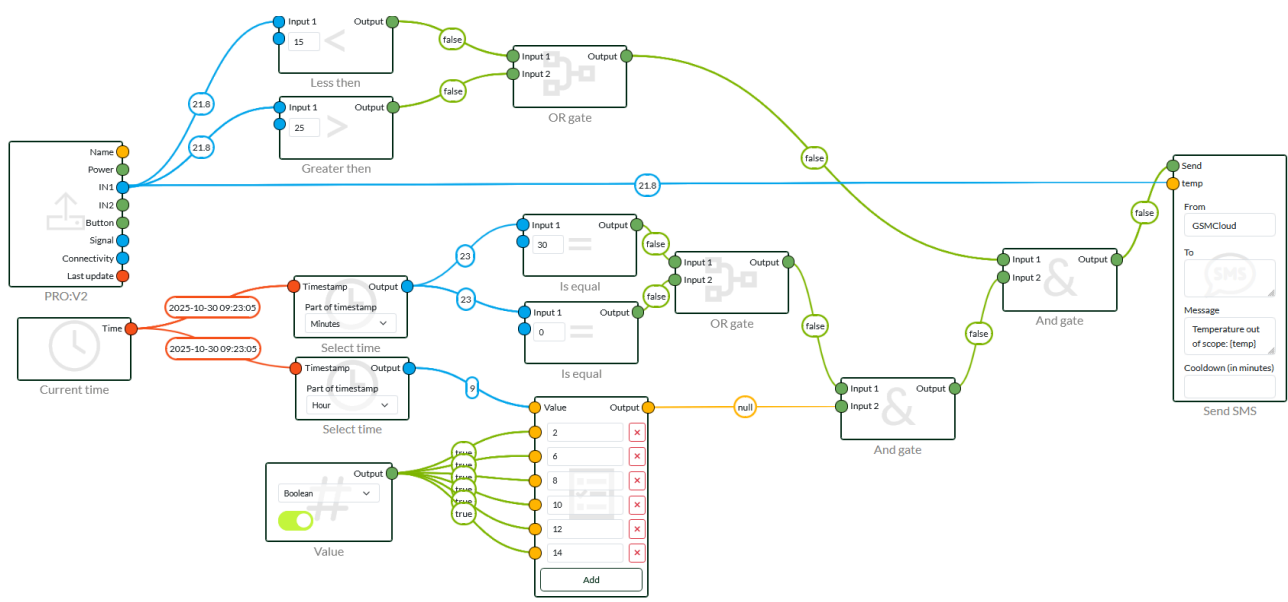 Input 1 Output
15
Less then
false
Input 1 Output
25
Greater then
false
21.8
21.8
Input 1 Output
Input 2
OR gate
Name
Power
IN1
IN2
Button
Signal
Connectivity
Last update
PRO:V2
21.8
false
Time
Current time
2025-10-30 09:23:05
2025-10-30 09:23:05
Timestamp Output
Part of timestamp
Minutes
Select time
Timestamp Output
Part of timestamp
Hour
Select time
23
23
9
Input 1 Output
30
Is equal
Input 1 Output
0
Is equal
false
false
Input 1 Output
Input 2
OR gate
false
Output
Boolean
#
Value
true
true
true
true
true
true
Value Output
2
6
8
10
12
14
Add
null
Input 1 Output
Input 2
&
And gate
false
Input 1 Output
Input 2
&
And gate
false
Send
temp
From
GSMCloud
To
SMS
Message
Temperature out
of scope: [temp]
Cooldown (in minutes)
Send SMS